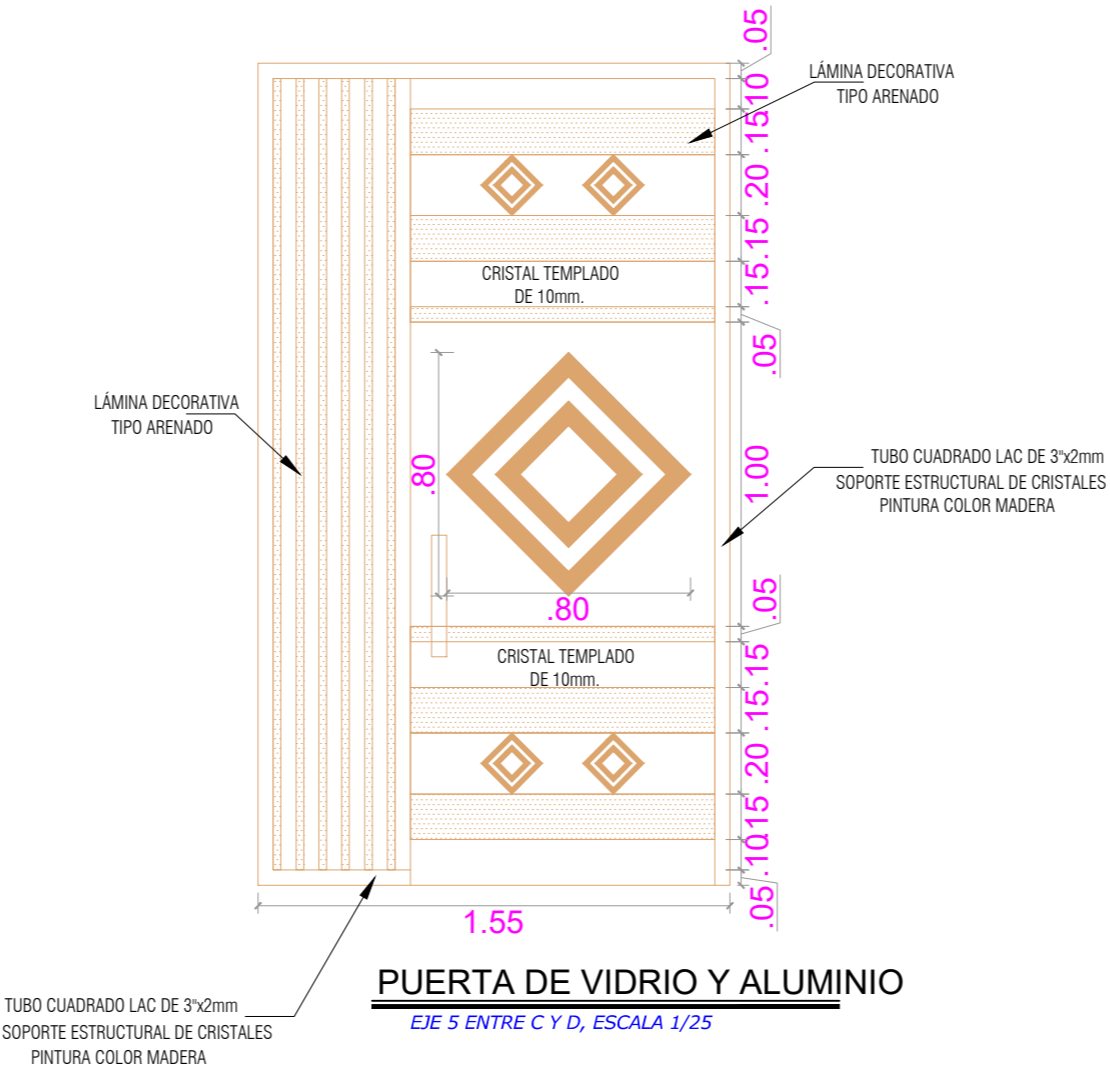 .05
LÁMINA DECORATIVA
TIPO ARENADO
.10
.15
.20
.15
.15
CRISTAL TEMPLADO
DE 10mm.
.05
LÁMINA DECORATIVA
TIPO ARENADO
.80
1.00
TUBO CUADRADO LAC DE 3"x2mm
SOPORTE ESTRUCTURAL DE CRISTALES
PINTURA COLOR MADERA
.80
.05
CRISTAL TEMPLADO
DE 10mm.
.15
.15
.20
.15
.10
.05
1.55
PUERTA DE VIDRIO Y ALUMINIO
EJE 5 ENTRE C Y D, ESCALA 1/25
TUBO CUADRADO LAC DE 3"x2mm
SOPORTE ESTRUCTURAL DE CRISTALES
PINTURA COLOR MADERA